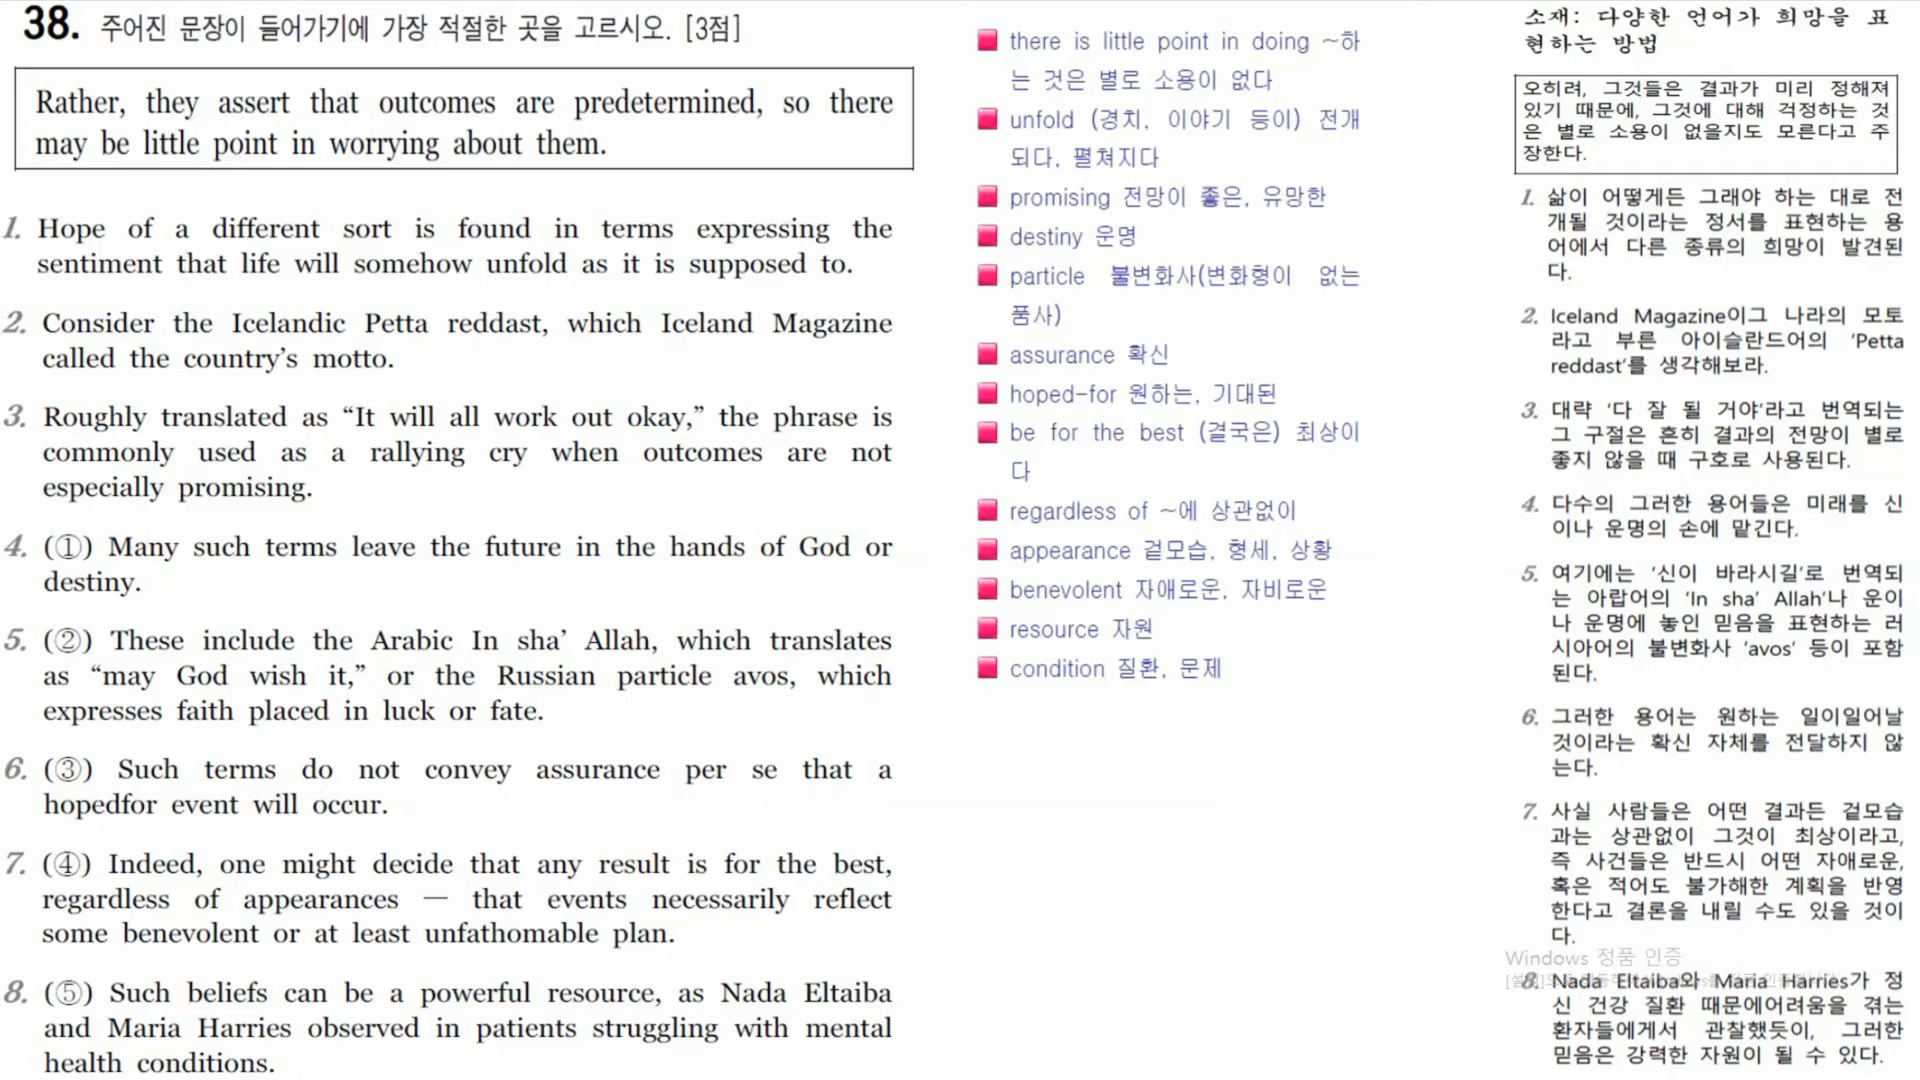 38. 주어진 문장이 들어가기에 가장 적절한 곳을 고르시오. [3점]
Rather, they assert that outcomes are predetermined, so there
may be little point in worrying about them.
1. Hope of a different sort is found in terms expressing the
sentiment that life will somehow unfold as it is supposed to.
2. Consider the Icelandic Petta reddast, which Iceland Magazine
called the country's motto.
3. Roughly translated as “It will all work out okay,” the phrase is
commonly used as a rallying cry when outcomes are not
especially promising.
4. (①) Many such terms leave the future in the hands of God or
destiny.
5. (②) These include the Arabic In sha’ Allah, which translates
as “may God wish it,” or the Russian particle avos, which
expresses faith placed in luck or fate.
6. (③) Such terms do not convey assurance per se that a
hopedfor event will occur.
7. (④) Indeed, one might decide that any result is for the best,
regardless of appearances — that events necessarily reflect
some benevolent or at least unfathomable plan.
8. (⑤) Such beliefs can be a powerful resource, as Nada Eltaiba
and Maria Harries observed in patients struggling with mental
health conditions.
there is little point in doing ~하
는 것은 별로 소용이 없다
unfold (경치, 이야기 등이) 전개
되다, 펼쳐지다
promising 전망이 좋은, 유망한
destiny 운명
particle 불변화사(변화형이 없는
품사)
assurance 확신
hoped-for 원하는, 기대된
be for the best (결국은) 최상이
다
regardless of ~에 상관없이
appearance 겉모습, 형세, 상황
benevolent 자애로운, 자비로운
resource 자원
condition 질환, 문제
소재: 다양한 언어가 희망을 표
현하는 방법
오히려, 그것들은 결과가 미리 정해져
있기 때문에, 그것에 대해 걱정하는 것
은 별로 소용이 없을지도 모른다고 주
장한다.
1. 삶이 어떻게든 그래야 하는 대로 전
개될 것이라는 정서를 표현하는 용
어에서 다른 종류의 희망이 발견된
다.
2. Iceland Magazine이그 나라의 모토
라고 부른 아이슬란드어의 ‘Petta
reddast’를 생각해보라.
3. 대략 ‘다 잘 될 거야’라고 번역되는
그 구절은 흔히 결과의 전망이 별로
좋지 않을 때 구호로 사용된다.
4. 다수의 그러한 용어들은 미래를 신
이나 운명의 손에 맡긴다.
5. 여기에는 ‘신이 바라시길’로 번역되
는 아랍어의 ‘In sha’ Allah’나 운이
나 운명에 놓인 믿음을 표현하는 러
시아어의 불변화사 ‘avos’ 등이 포함
된다.
6. 그러한 용어는 원하는 일이일어날
것이라는 확신 자체를 전달하지 않
는다.
7. 사실 사람들은 어떤 결과든 겉모습
과는 상관없이 그것이 최상이라고,
즉 사건들은 반드시 어떤 자애로운,
혹은 적어도 불가해한 계획을 반영
한다고 결론을 내릴 수도 있을 것이
다.
Windows 정품 인증
8. Nada Eltaiba와 Maria Harries가 정
신 건강 질환 때문에어려움을 겪는
환자들에게서 관찰했듯이, 그러한
믿음은 강력한 자원이 될 수 있다.